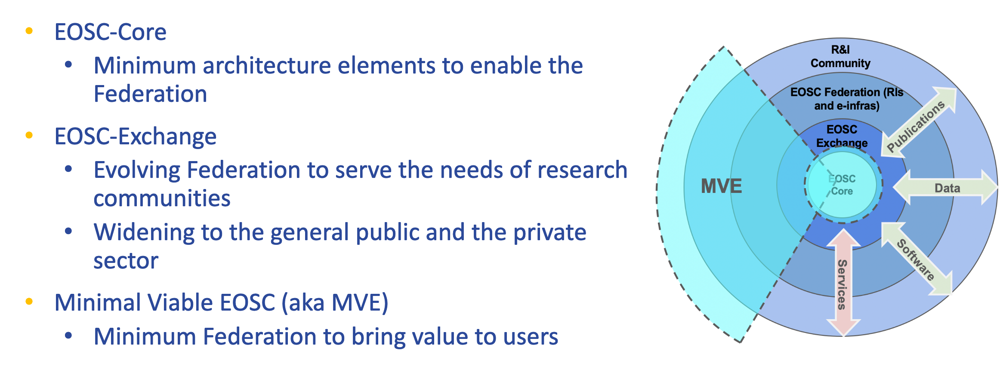 EOSC-Core
Minimum architecture elements to enable the
Federation
EOSC-Exchange
Evolving Federation to serve the needs of research
communities
Widening to the general public and the private
sector
Minimal Viable EOSC (aka MVE)
Minimum Federation to bring value to users
R&I
Community
EOSC Federation (RIs
and e-infras)
EOSC
Exchange
EOSC
Core
MVE
Publications
Data
Software
Services